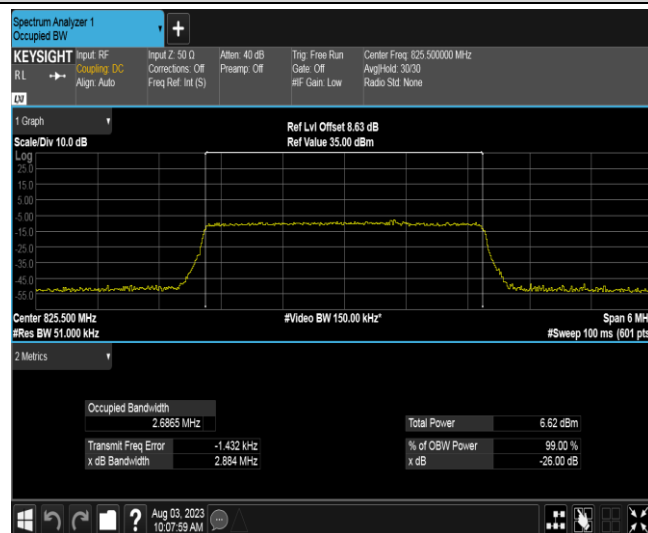 Spectrum Analyzer 1
Occupied BW
+
KEYSIGHT Input: RF Input Z: 50 Ω Atten: 40 dB Trig: Free Run Center Freq: 825.500000 MHz
RL Coupling: DC Corrections: Off Preamp: Off Gate: Off Avg|Hold: 30/30
Align: Auto Freq Ref: Int (S) #IF Gain: Low Radio Std: None
LXI
1 Graph
Ref Lvl Offset 8.63 dB
Scale/Div 10.0 dB Ref Value 35.00 dBm
Log
25.0
15.0
5.00
-5.00
-15.0
-25.0
-35.0
-45.0
-55.0
Center 825.500 MHz #Video BW 150.00 kHz* Span 6 MH
#Res BW 51.000 kHz #Sweep 100 ms (601 pts
2 Metrics
Occupied Bandwidth
2.6865 MHz Total Power 6.62 dBm
Transmit Freq Error -1.432 kHz % of OBW Power 99.00 %
x dB Bandwidth 2.884 MHz x dB -26.00 dB
? Aug 03, 2023
10:07:59 AM